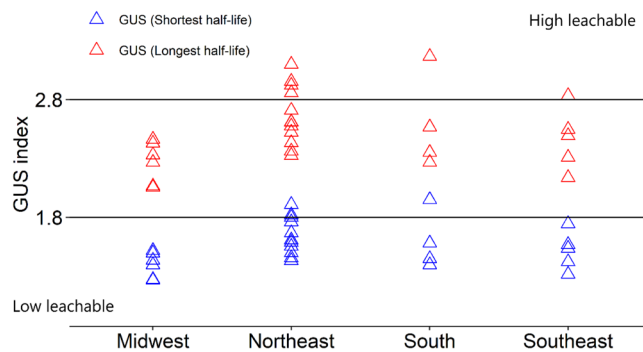 GUS (Shortest half-life)
High leachable
GUS (Longest half-life)
2.8
GUS index
1.8
Low leachable
Midwest Northeast South Southeast